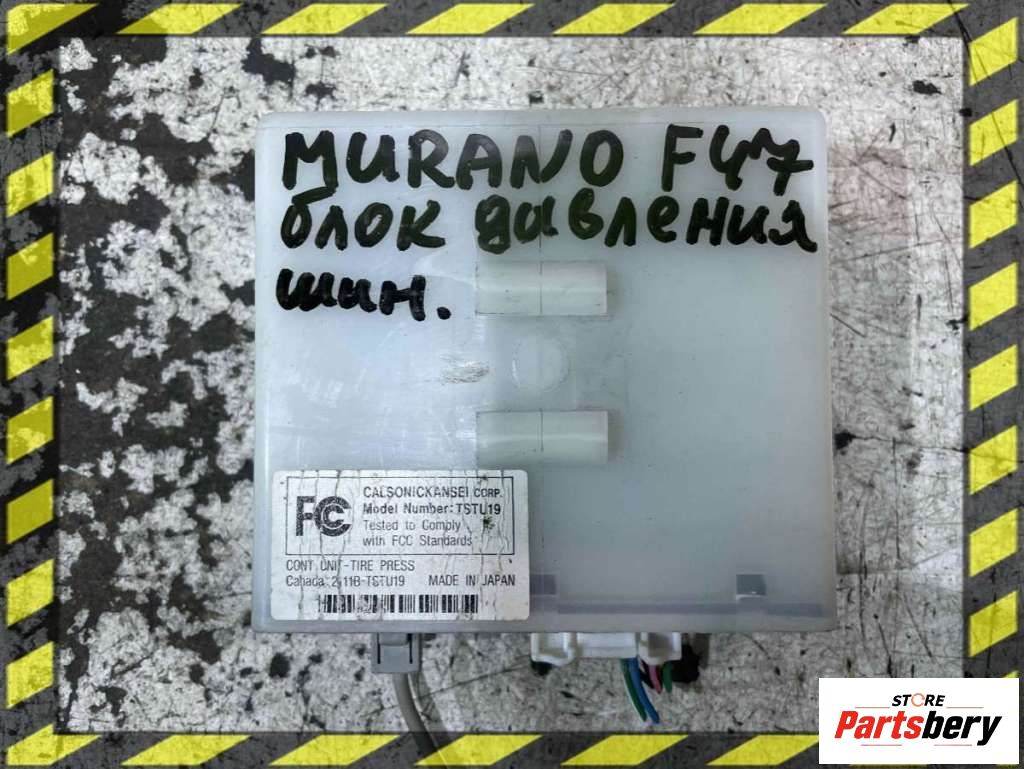 MURANO F47
блок давления
шин.
FC
CALSONICKANSEI CORP.
Model Number: TSTU19
Tested to Comply
with FCC Standards
CONT UNIT-TIRE PRESS
Canada: 2411B-TSTU19 MADE IN JAPAN
STORE
Partsbery